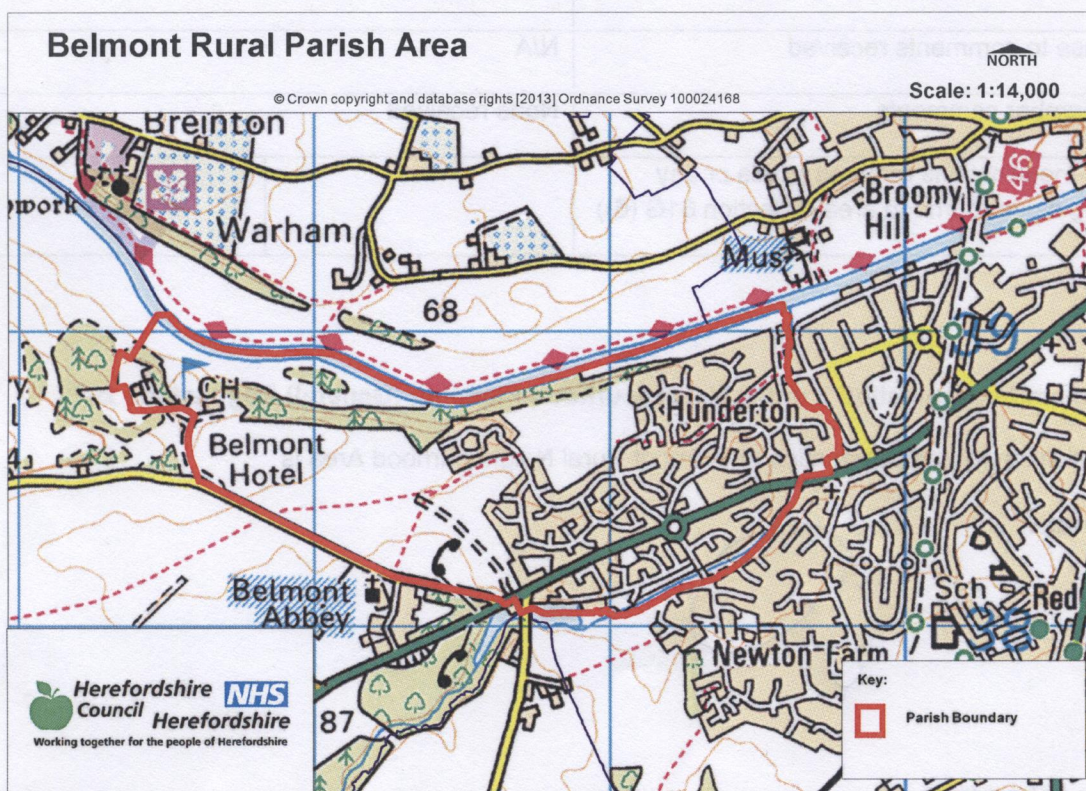 Belmont Rural Parish Area
NORTH
Scale: 1:14,000
© Crown copyright and database rights [2013] Ordnance Survey 100024168
Breinton
46
Broomy
Hill
Warham
Mus
68
39
CH
Hunderton
Belmont
Hotel
Belmont
Abbey
Sch
Red
38
Newton Farm
87
Herefordshire
Council
NHS
Herefordshire
Working together for the people of Herefordshire
Key:
Parish Boundary